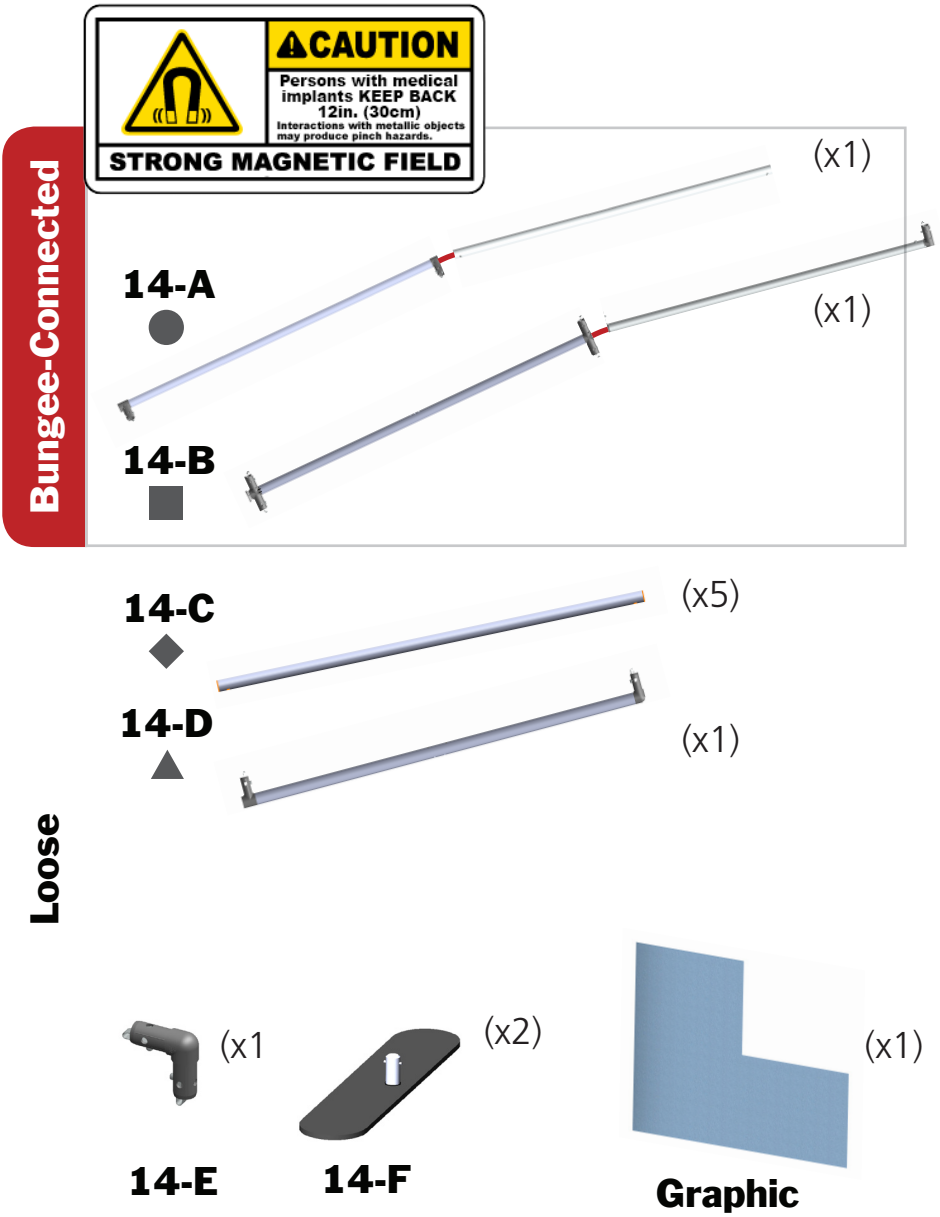 CAUTION
Persons with medical
implants KEEP BACK
12in. (30cm)
Interactions with metallic objects
may produce pinch hazards.
STRONG MAGNETIC FIELD
Bungee-Connected
(x1)
14-A
(x1)
14-B
14-C
(x5)
14-D
(x1)
Loose
(x1
(x2)
(x1)
14-E
14-F
Graphic